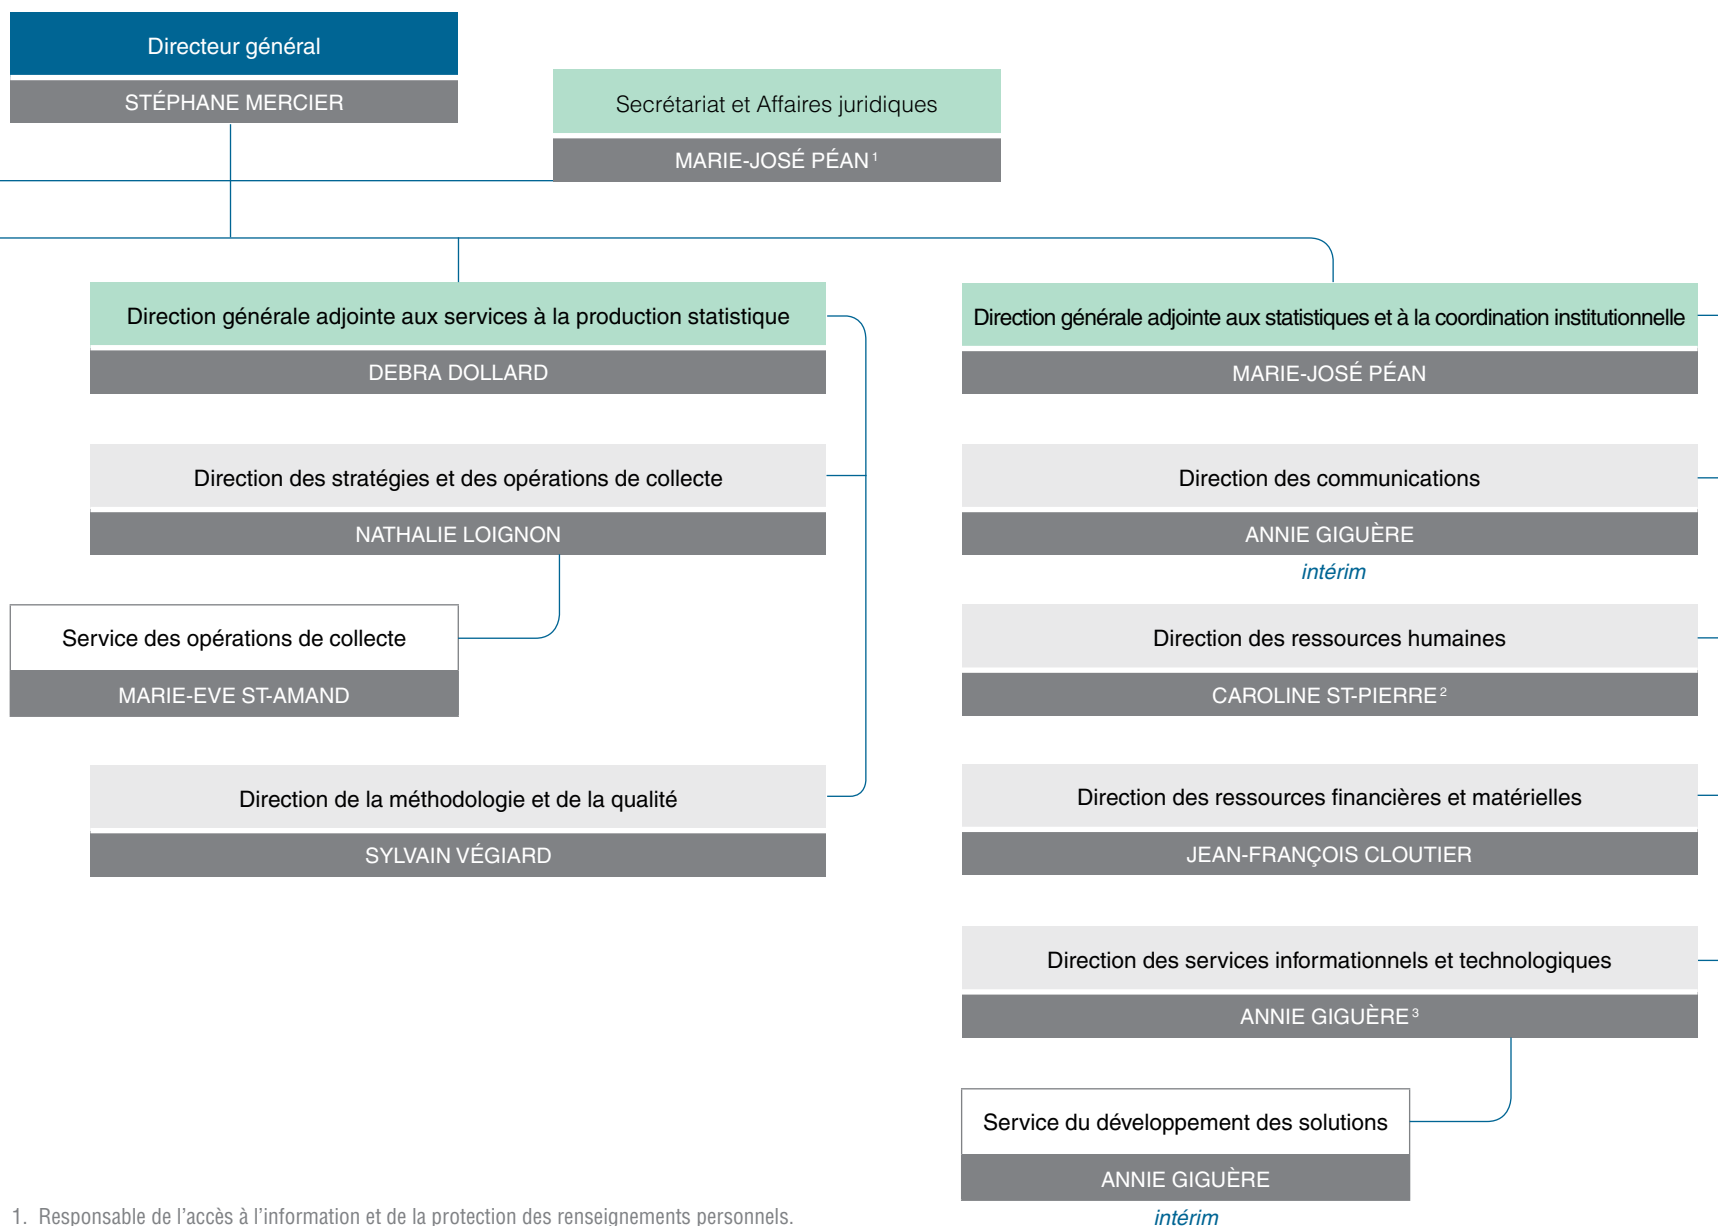 Directeur général
STÉPHANE MERCIER
Secrétariat et Affaires juridiques
MARIE-JOSÉ PÉAN 1
Direction générale adjointe aux services à la production statistique
DEBRA DOLLARD
Direction des stratégies et des opérations de collecte
NATHALIE LOIGNON
Service des opérations de collecte
MARIE-EVE ST-AMAND
Direction de la méthodologie et de la qualité
SYLVAIN VÉGIARD
Direction générale adjointe aux statistiques et à la coordination institutionnelle
MARIE-JOSÉ PÉAN
Direction des communications
ANNIE GIGUÈRE
intérim
Direction des ressources humaines
CAROLINE ST-PIERRE 2
Direction des ressources financières et matérielles
JEAN-FRANÇOIS CLOUTIER
Direction des services informationnels et technologiques
ANNIE GIGUÈRE 3
Service du développement des solutions
ANNIE GIGUÈRE
intérim
1. Responsable de l'accès à l'information et de la protection des renseignements personnels.